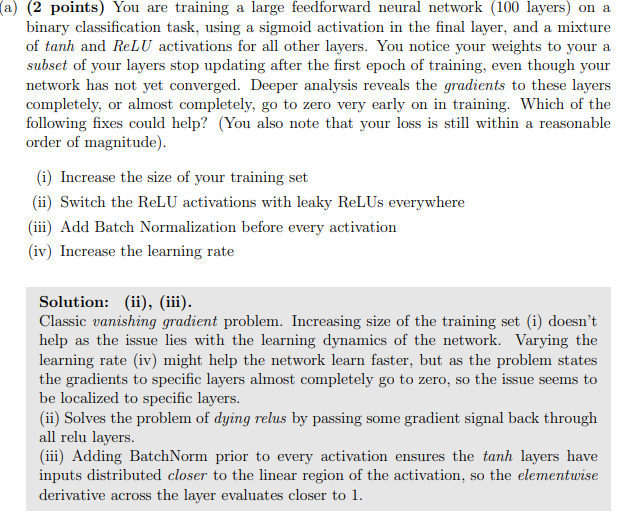 (a) (2 points) You are training a large feedforward neural network (100 layers) on a
binary classification task, using a sigmoid activation in the final layer, and a mixture
of tanh and ReLU activations for all other layers. You notice your weights to your a
subset of your layers stop updating after the first epoch of training, even though your
network has not yet converged. Deeper analysis reveals the gradients to these layers
completely, or almost completely, go to zero very early on in training. Which of the
following fixes could help? (You also note that your loss is still within a reasonable
order of magnitude).
(i) Increase the size of your training set
(ii) Switch the ReLU activations with leaky ReLUs everywhere
(iii) Add Batch Normalization before every activation
(iv) Increase the learning rate
Solution: (ii), (iii).
Classic vanishing gradient problem. Increasing size of the training set (i) doesn't
help as the issue lies with the learning dynamics of the network. Varying the
learning rate (iv) might help the network learn faster, but as the problem states
the gradients to specific layers almost completely go to zero, so the issue seems to
be localized to specific layers.
(ii) Solves the problem of dying relus by passing some gradient signal back through
all relu layers.
(iii) Adding BatchNorm prior to every activation ensures the tanh layers have
inputs distributed closer to the linear region of the activation, so the elementwise
derivative across the layer evaluates closer to 1.